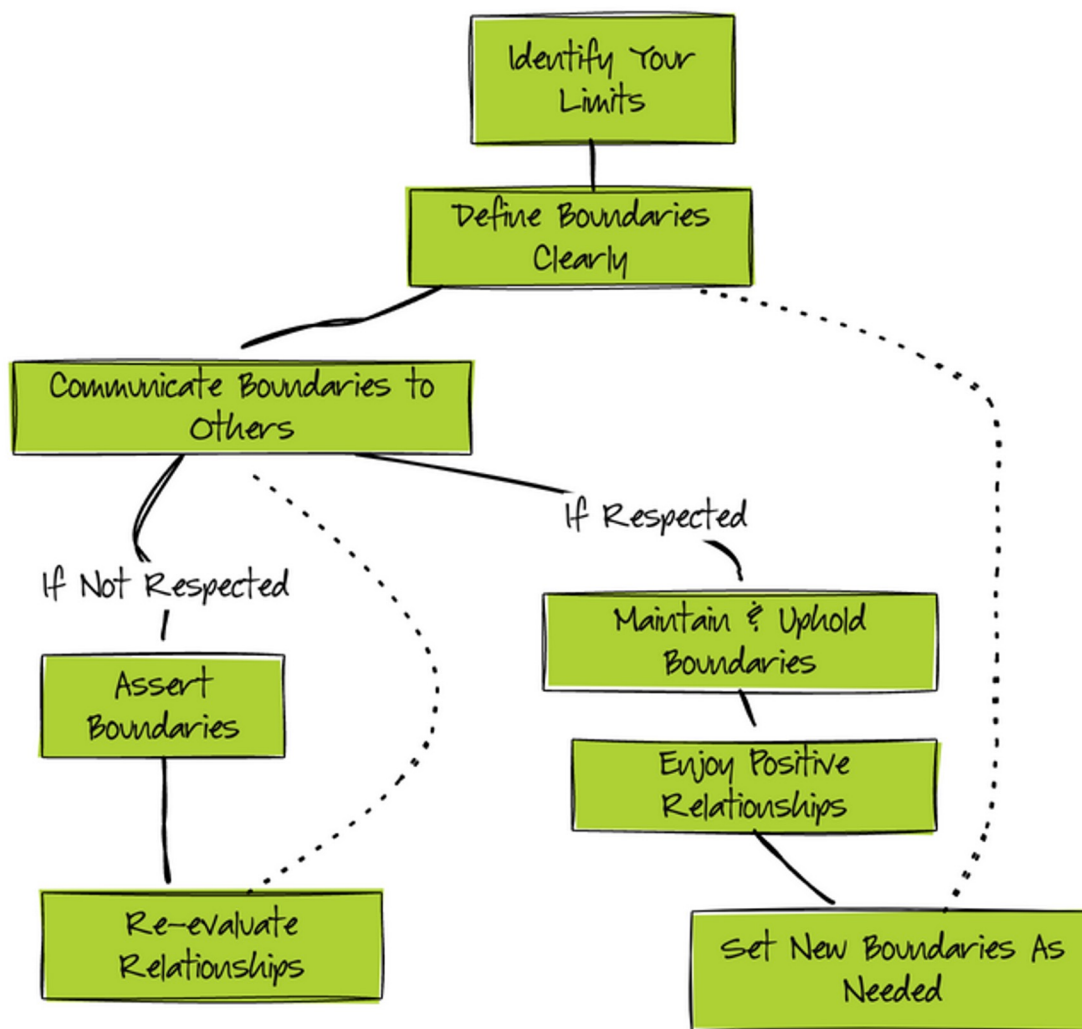 Identify Your
Limits
Define Boundaries
Clearly
Communicate Boundaries to
Others
If Respected
If Not Respected
Maintain & Uphold
Boundaries
Assert
Boundaries
Enjoy Positive
Relationships
Re-evaluate
Relationships
Set New Boundaries As
Needed